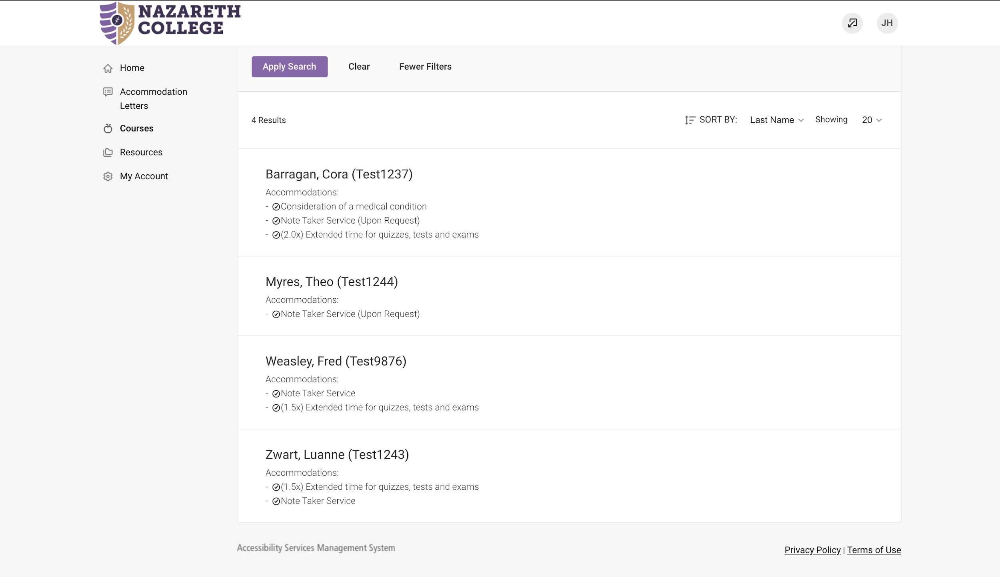 NAZARETH
COLLEGE
JH
Home
Accommodation
Letters
Courses
Resources
My Account
Apply Search Clear Fewer Filters
4 Results SORT BY: Last Name Showing 20
Barragan, Cora (Test1237)
Accommodations:
- Consideration of a medical condition
- Note Taker Service (Upon Request)
- (2.0x) Extended time for quizzes, tests and exams
Myres, Theo (Test1244)
Accommodations:
- Note Taker Service (Upon Request)
Weasley, Fred (Test9876)
Accommodations:
- Note Taker Service
- (1.5x) Extended time for quizzes, tests and exams
Zwart, Luanne (Test1243)
Accommodations:
- (1.5x) Extended time for quizzes, tests and exams
- Note Taker Service
Accessibility Services Management System
Privacy Policy | Terms of Use